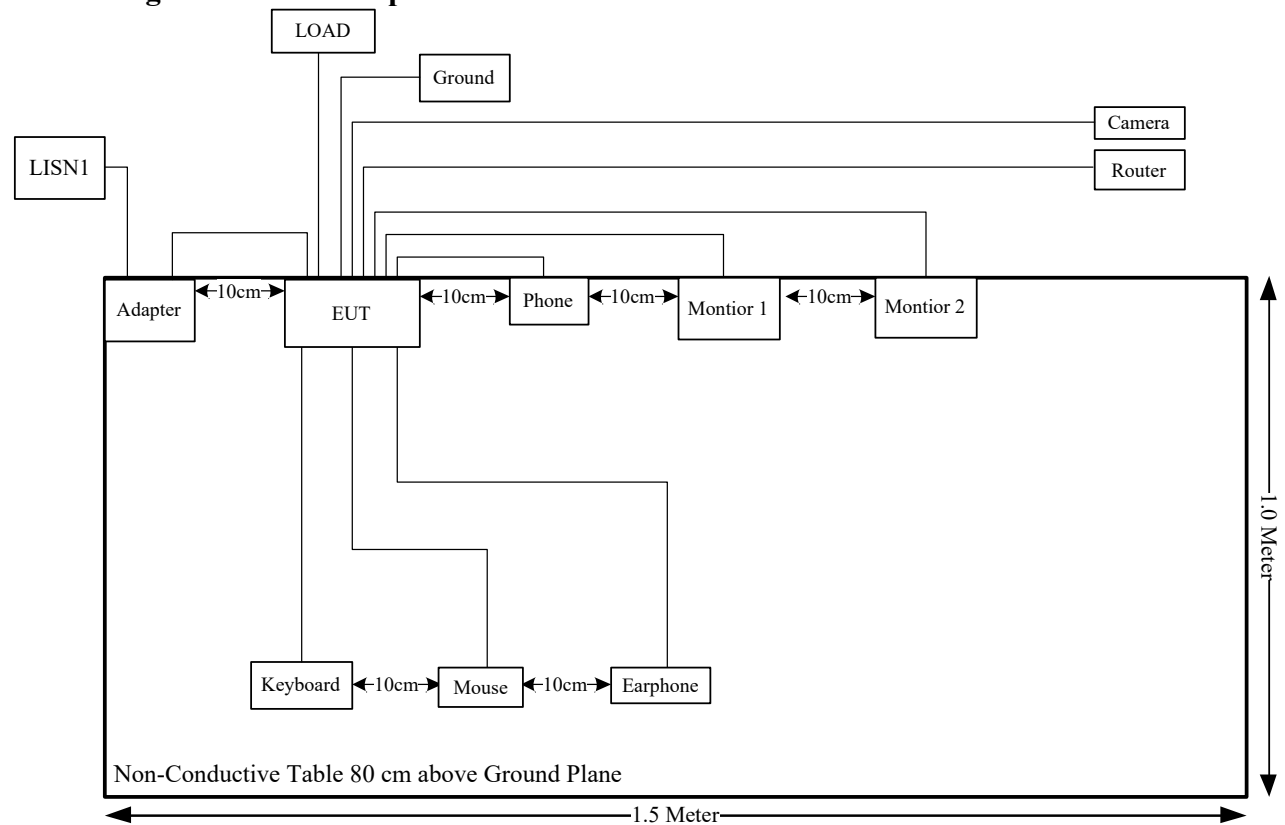 LOAD
Ground
Camera
LISN1
Router
10cm
10cm
10cm
10cm
Adapter
EUT
Phone
Montior 1
Montior 2
1.0 Meter
Keyboard
10cm
Mouse
10cm
Earphone
Non-Conductive Table 80 cm above Ground Plane
1.5 Meter